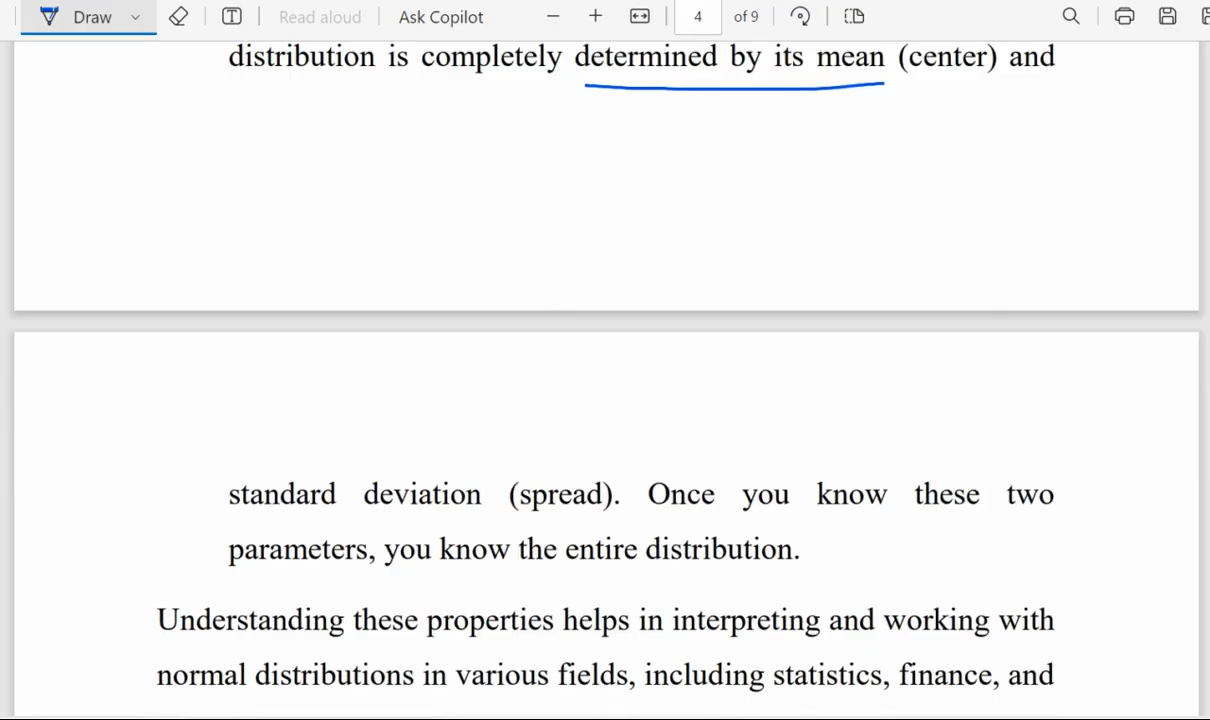 Draw
Read aloud
Ask Copilot
4 of 9
distribution is completely determined by its mean (center) and
standard deviation (spread). Once you know these two
parameters, you know the entire distribution.
Understanding these properties helps in interpreting and working with
normal distributions in various fields, including statistics, finance, and